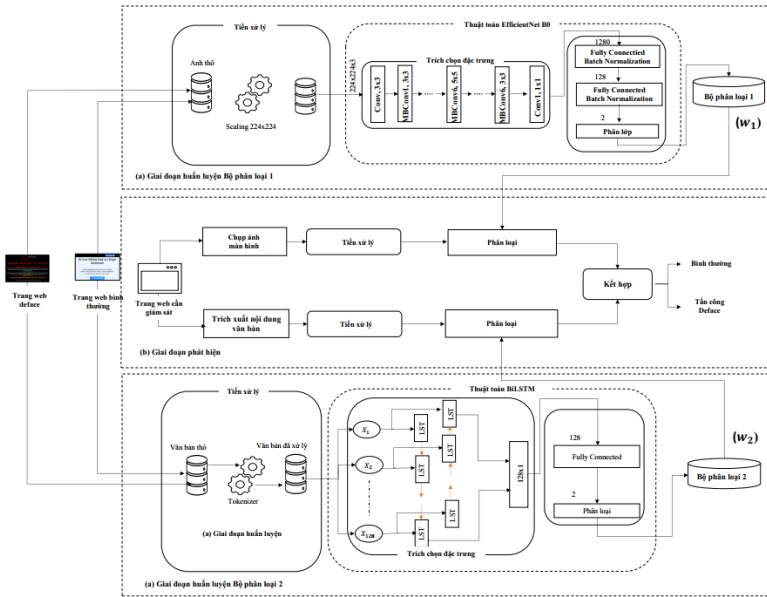 Tiền xử lý
Thuật toán EfficientNet B0
Ảnh thô
Scaling 224x224
224x224x3
Trích chọn đặc trưng
Conv, 3x3
MBConv1, 3x3
MBConv6, 5x5
MBConv6, 3x3
Conv1, 1x1
1280
Fully Connectied
Batch Normalization
128
Fully Connected
Batch Normalization
2
Phân lớp
Bộ phân loại 1
(w₁)
(a) Giai đoạn huấn luyện Bộ phân loại 1
Trang web
deface
Trang web bình
thường
Trang web cần
giám sát
Chụp ảnh
màn hình
Tiền xử lý
Phân loại
Trích xuất nội dung
văn bản
Tiền xử lý
Phân loại
Kết hợp
Bình thường
Tấn công
Deface
(b) Giai đoạn phát hiện
Tiền xử lý
Thuật toán BiLSTM
Văn bản thô
Văn bản đã xử lý
Tokenizer
(a) Giai đoạn huấn luyện
X₁
X₂
X₁₂₈
LST
LST
LST
LST
LST
LST
128x1
Trích chọn đặc trưng
128
Fully Connected
2
Phân loại
(w₂)
Bộ phân loại 2
(a) Giai đoạn huấn luyện Bộ phân loại 2